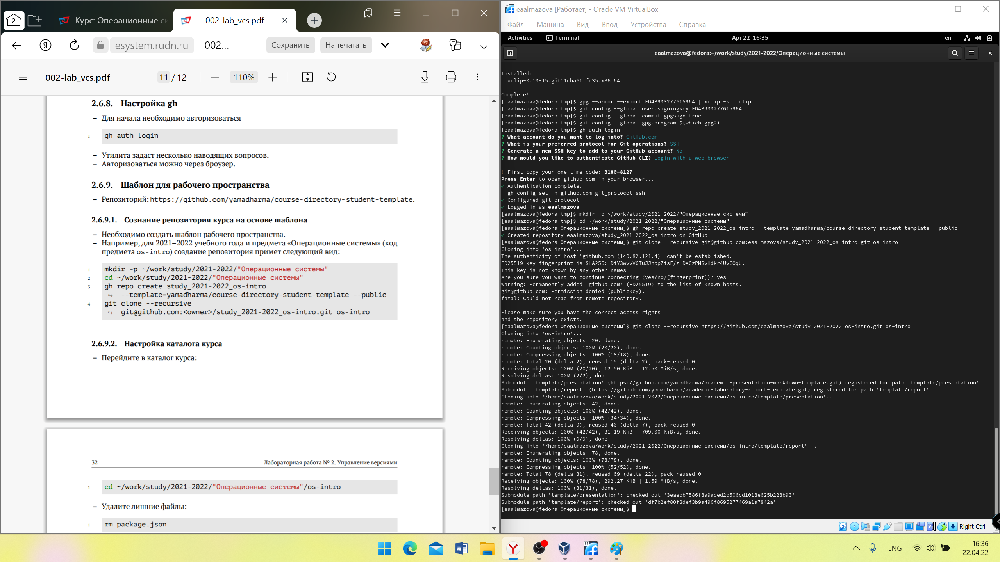 2
Курс: Операционные си
002-lab_vcs.pdf
esystem.rudn.ru
002...
Сохранить
Напечатать
002-lab_vcs.pdf
11 / 12
110%
2.6.8. Настройка gh
– Для начала необходимо авторизоваться
1 gh auth login
– Утилита задаст несколько наводящих вопросов.
– Авторизоваться можно через броузер.
2.6.9. Шаблон для рабочего пространства
– Репозиторий: https://github.com/yamadharma/course-directory-student-template.
2.6.9.1. Сознание репозитория курса на основе шаблона
– Необходимо создать шаблон рабочего пространства.
– Например, для 2021–2022 учебного года и предмета «Операционные системы» (код
предмета os-intro) создание репозитория примет следующий вид:
1 mkdir -p ~/work/study/2021-2022/"Операционные системы"
2 cd ~/work/study/2021-2022/"Операционные системы"
3 gh repo create study_2021-2022_os-intro
↪ --template=yamadharma/course-directory-student-template --public
4 git clone --recursive
↪ git@github.com:<owner>/study_2021-2022_os-intro.git os-intro
2.6.9.2. Настройка каталога курса
– Перейдите в каталог курса:
32 Лабораторная работа № 2. Управление версиями
1 cd ~/work/study/2021-2022/"Операционные системы"/os-intro
– Удалите лишние файлы:
1 rm package.json
eaalmazova [Работает] - Oracle VM VirtualBox
Файл Машина Вид Ввод Устройства Справка
Activities Terminal Apr 22 16:35 en
eaalmazova@fedora:~/work/study/2021-2022/Операционные системы
Installed:
xclip-0.13-15.git11cba61.fc35.x86_64
Complete!
[eaalmazova@fedora tmp]$ gpg --armor --export FD4B933277615964 | xclip -sel clip
[eaalmazova@fedora tmp]$ git config --global user.signingkey FD4B933277615964
[eaalmazova@fedora tmp]$ git config --global commit.gpgsign true
[eaalmazova@fedora tmp]$ git config --global gpg.program $(which gpg2)
[eaalmazova@fedora tmp]$ gh auth login
? What account do you want to log into? GitHub.com
? What is your preferred protocol for Git operations? SSH
? Generate a new SSH key to add to your GitHub account? No
? How would you like to authenticate GitHub CLI? Login with a web browser
! First copy your one-time code: B180-8127
Press Enter to open github.com in your browser...
✓ Authentication complete.
- gh config set -h github.com git_protocol ssh
✓ Configured git protocol
✓ Logged in as eaalmazova
[eaalmazova@fedora tmp]$ mkdir -p ~/work/study/2021-2022/"Операционные системы"
[eaalmazova@fedora tmp]$ cd ~/work/study/2021-2022/"Операционные системы"
[eaalmazova@fedora Операционные системы]$ gh repo create study_2021-2022_os-intro --template=yamadharma/course-directory-student-template --public
✓ Created repository eaalmazova/study_2021-2022_os-intro on GitHub
[eaalmazova@fedora Операционные системы]$ git clone --recursive git@github.com:eaalmazova/study_2021-2022_os-intro.git os-intro
Cloning into 'os-intro'...
The authenticity of host 'github.com (140.82.121.4)' can't be established.
ED25519 key fingerprint is SHA256:+DiY3wvvV6TuJJhbpZisF/zLDA0zPMSvHdkr4UvCOqU.
This key is not known by any other names
Are you sure you want to continue connecting (yes/no/[fingerprint])? yes
Warning: Permanently added 'github.com' (ED25519) to the list of known hosts.
git@github.com: Permission denied (publickey).
fatal: Could not read from remote repository.
Please make sure you have the correct access rights
and the repository exists.
[eaalmazova@fedora Операционные системы]$ git clone --recursive https://github.com/eaalmazova/study_2021-2022_os-intro.git os-intro
Cloning into 'os-intro'...
remote: Enumerating objects: 20, done.
remote: Counting objects: 100% (20/20), done.
remote: Compressing objects: 100% (18/18), done.
remote: Total 20 (delta 2), reused 15 (delta 2), pack-reused 0
Receiving objects: 100% (20/20), 12.50 KiB | 12.50 MiB/s, done.
Resolving deltas: 100% (2/2), done.
Submodule 'template/presentation' (https://github.com/yamadharma/academic-presentation-markdown-template.git) registered for path 'template/presentation'
Submodule 'template/report' (https://github.com/yamadharma/academic-laboratory-report-template.git) registered for path 'template/report'
Cloning into '/home/eaalmazova/work/study/2021-2022/Операционные системы/os-intro/template/presentation'...
remote: Enumerating objects: 42, done.
remote: Counting objects: 100% (42/42), done.
remote: Compressing objects: 100% (34/34), done.
remote: Total 42 (delta 9), reused 40 (delta 7), pack-reused 0
Receiving objects: 100% (42/42), 31.19 KiB | 709.00 KiB/s, done.
Resolving deltas: 100% (9/9), done.
Cloning into '/home/eaalmazova/work/study/2021-2022/Операционные системы/os-intro/template/report'...
remote: Enumerating objects: 78, done.
remote: Counting objects: 100% (78/78), done.
remote: Compressing objects: 100% (52/52), done.
remote: Total 78 (delta 31), reused 69 (delta 22), pack-reused 0
Receiving objects: 100% (78/78), 292.27 KiB | 1.59 MiB/s, done.
Resolving deltas: 100% (31/31), done.
Submodule path 'template/presentation': checked out '3eaebb7586f8a9aded2b506cd1018e625b228b93'
Submodule path 'template/report': checked out 'df7b2ef80f8def3b9a496f8695277469a1a7842a'
[eaalmazova@fedora Операционные системы]$
Right Ctrl
ENG
16:36
22.04.22